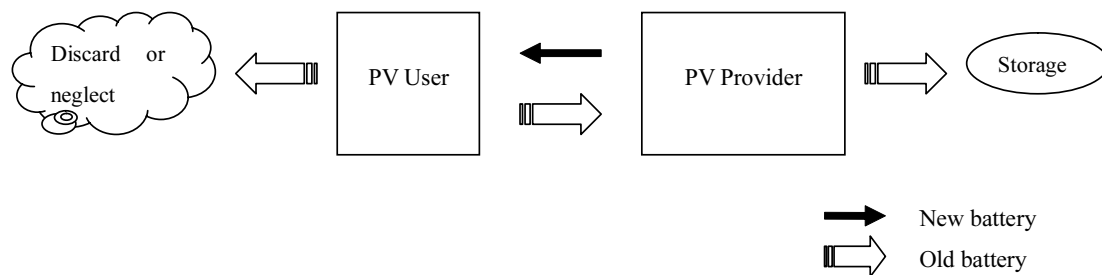 Discard or
neglect
PV User
PV Provider
Storage
New battery
Old battery